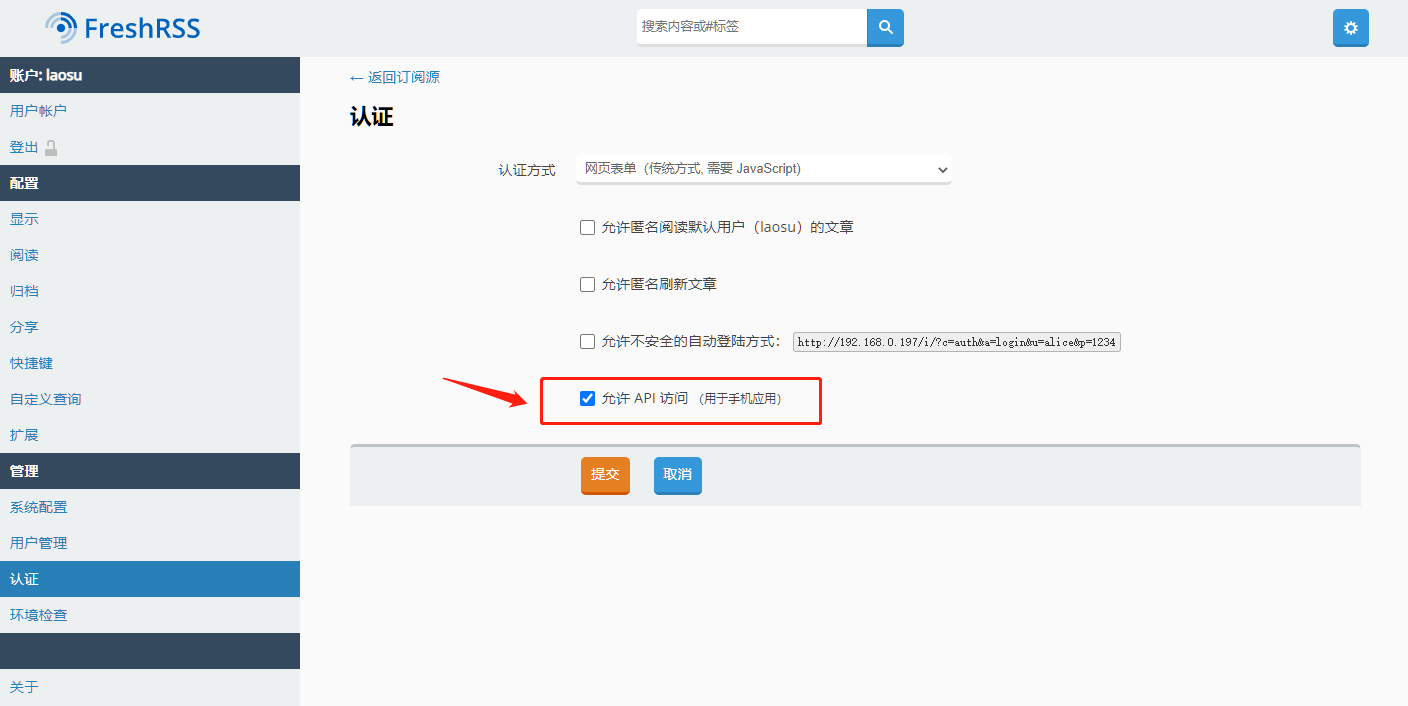 FreshRSS
搜索内容或#标签
账户: laosu
用户帐户
登出
配置
显示
阅读
归档
分享
快捷键
自定义查询
扩展
管理
系统配置
用户管理
认证
环境检查
关于
← 返回订阅源
认证
认证方式 网页表单（传统方式, 需要 JavaScript)
允许匿名阅读默认用户（laosu）的文章
允许匿名刷新文章
允许不安全的自动登陆方式： http://192.168.0.197/i/?c=auth&a=login&u=alice&p=1234
允许 API 访问 （用于手机应用）
提交 取消